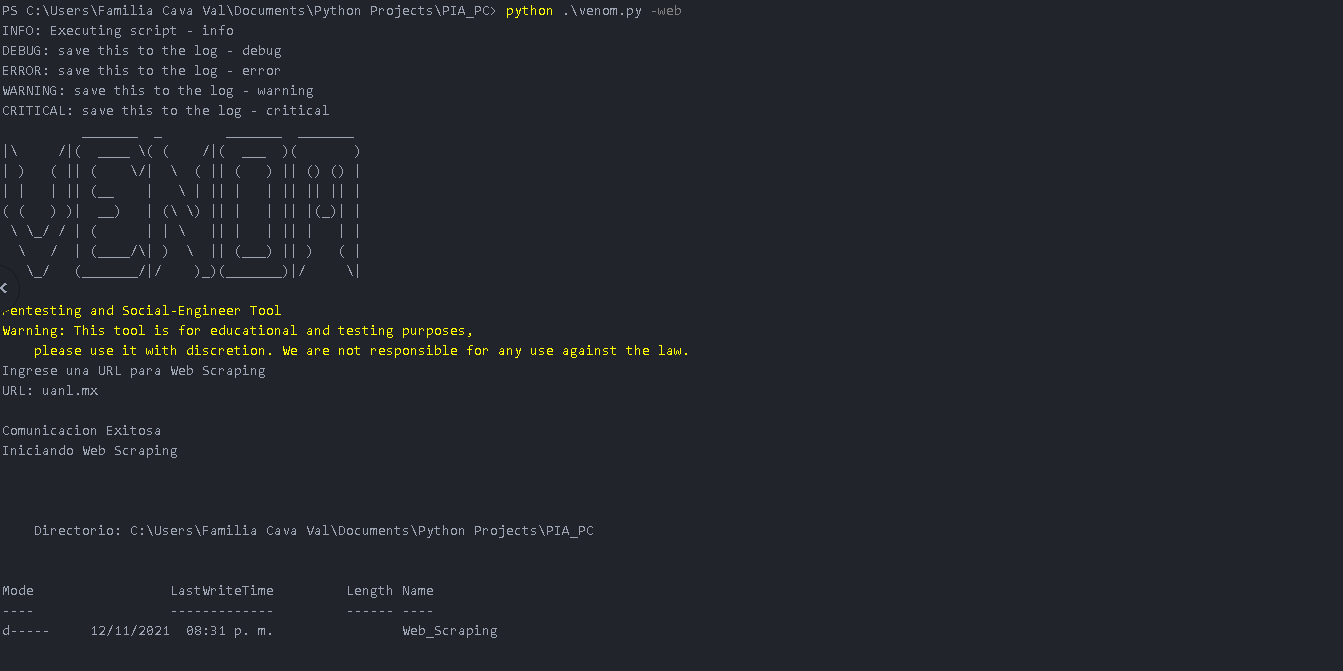 PS C:\Users\Familia Cava Val\Documents\Python Projects\PIA_PC> python .\venom.py -web
INFO: Executing script - info
DEBUG: save this to the log - debug
ERROR: save this to the log - error
WARNING: save this to the log - warning
CRITICAL: save this to the log - critical
VENOM
entesting and Social-Engineer Tool
Warning: This tool is for educational and testing purposes,
please use it with discretion. We are not responsible for any use against the law.
Ingrese una URL para Web Scraping
URL: uanl.mx
Comunicacion Exitosa
Iniciando Web Scraping
Directorio: C:\Users\Familia Cava Val\Documents\Python Projects\PIA_PC
Mode LastWriteTime Length Name
---- ------------- ------ ----
d----- 12/11/2021 08:31 p. m. Web_Scraping